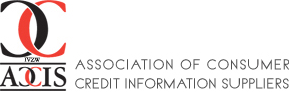 IVZW
ACCIS
ASSOCIATION OF CONSUMER
CREDIT INFORMATION SUPPLIERS